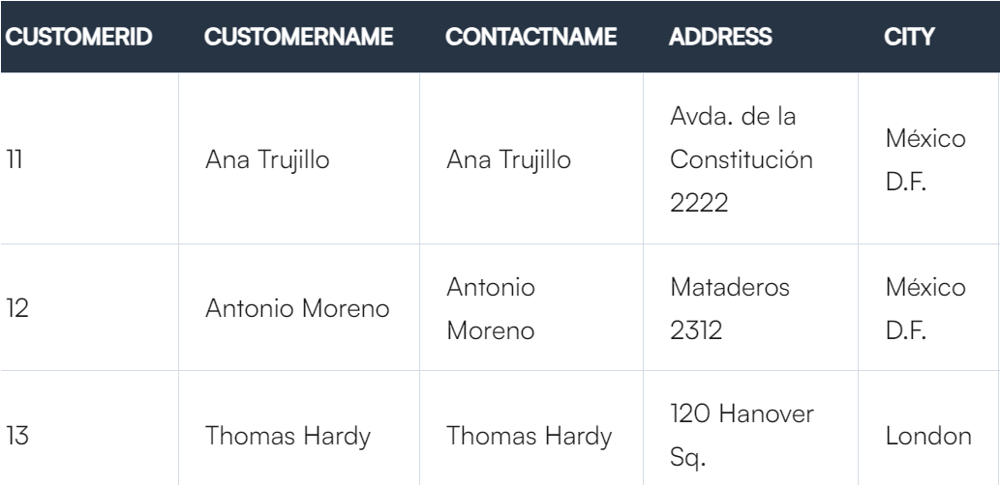 CUSTOMERID CUSTOMERNAME CONTACTNAME ADDRESS CITY
11 Ana Trujillo Ana Trujillo Avda. de la Constitución 2222 México D.F.
12 Antonio Moreno Antonio Moreno Mataderos 2312 México D.F.
13 Thomas Hardy Thomas Hardy 120 Hanover Sq. London